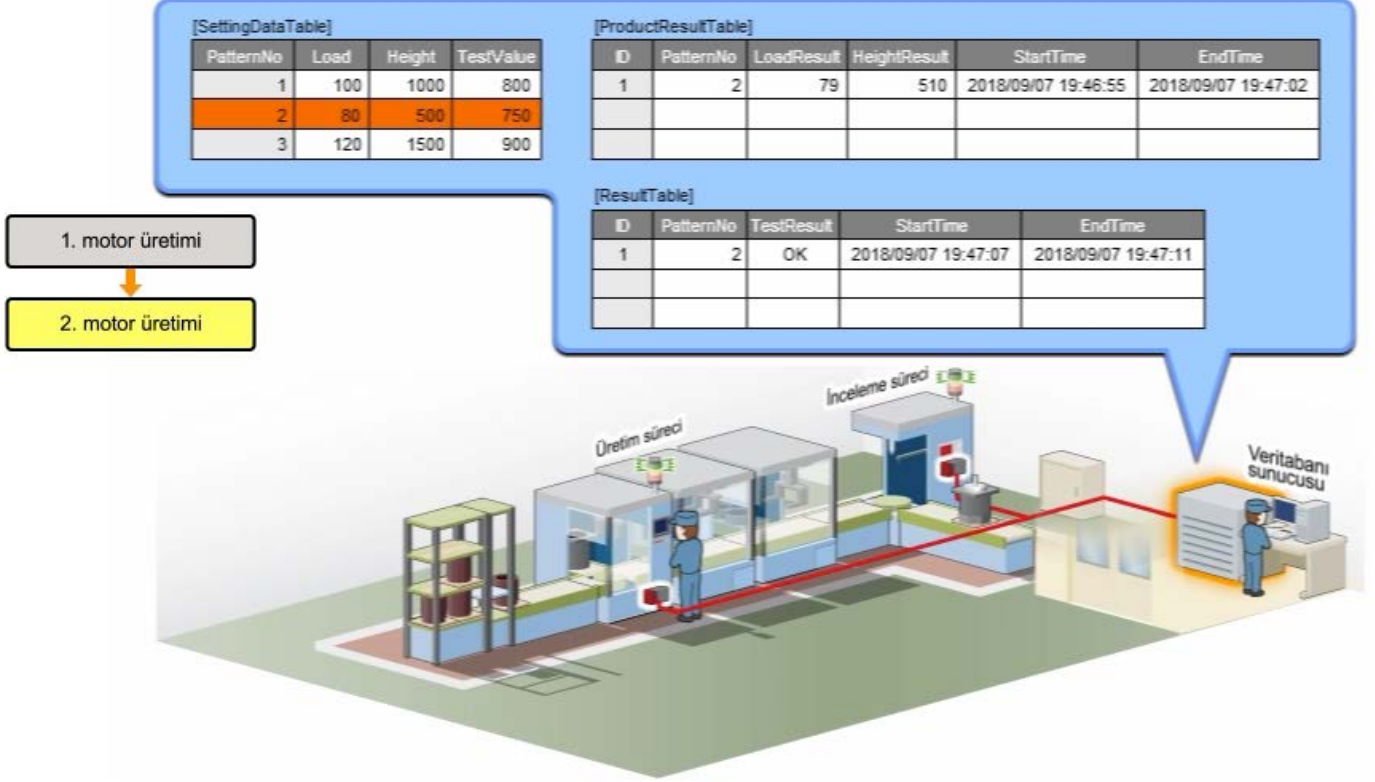 [SettingDataTable]
PatternNo Load Height TestValue
1 100 1000 800
2 80 500 750
3 120 1500 900
[ProductResultTable]
ID PatternNo LoadResult HeightResult StartTime EndTime
1 2 79 510 2018/09/07 19:46:55 2018/09/07 19:47:02
[ResultTable]
ID PatternNo TestResult StartTime EndTime
1 2 OK 2018/09/07 19:47:07 2018/09/07 19:47:11
1. motor üretimi
2. motor üretimi
İnceleme süreci
Üretim süreci
Veritabanı
sunucusu